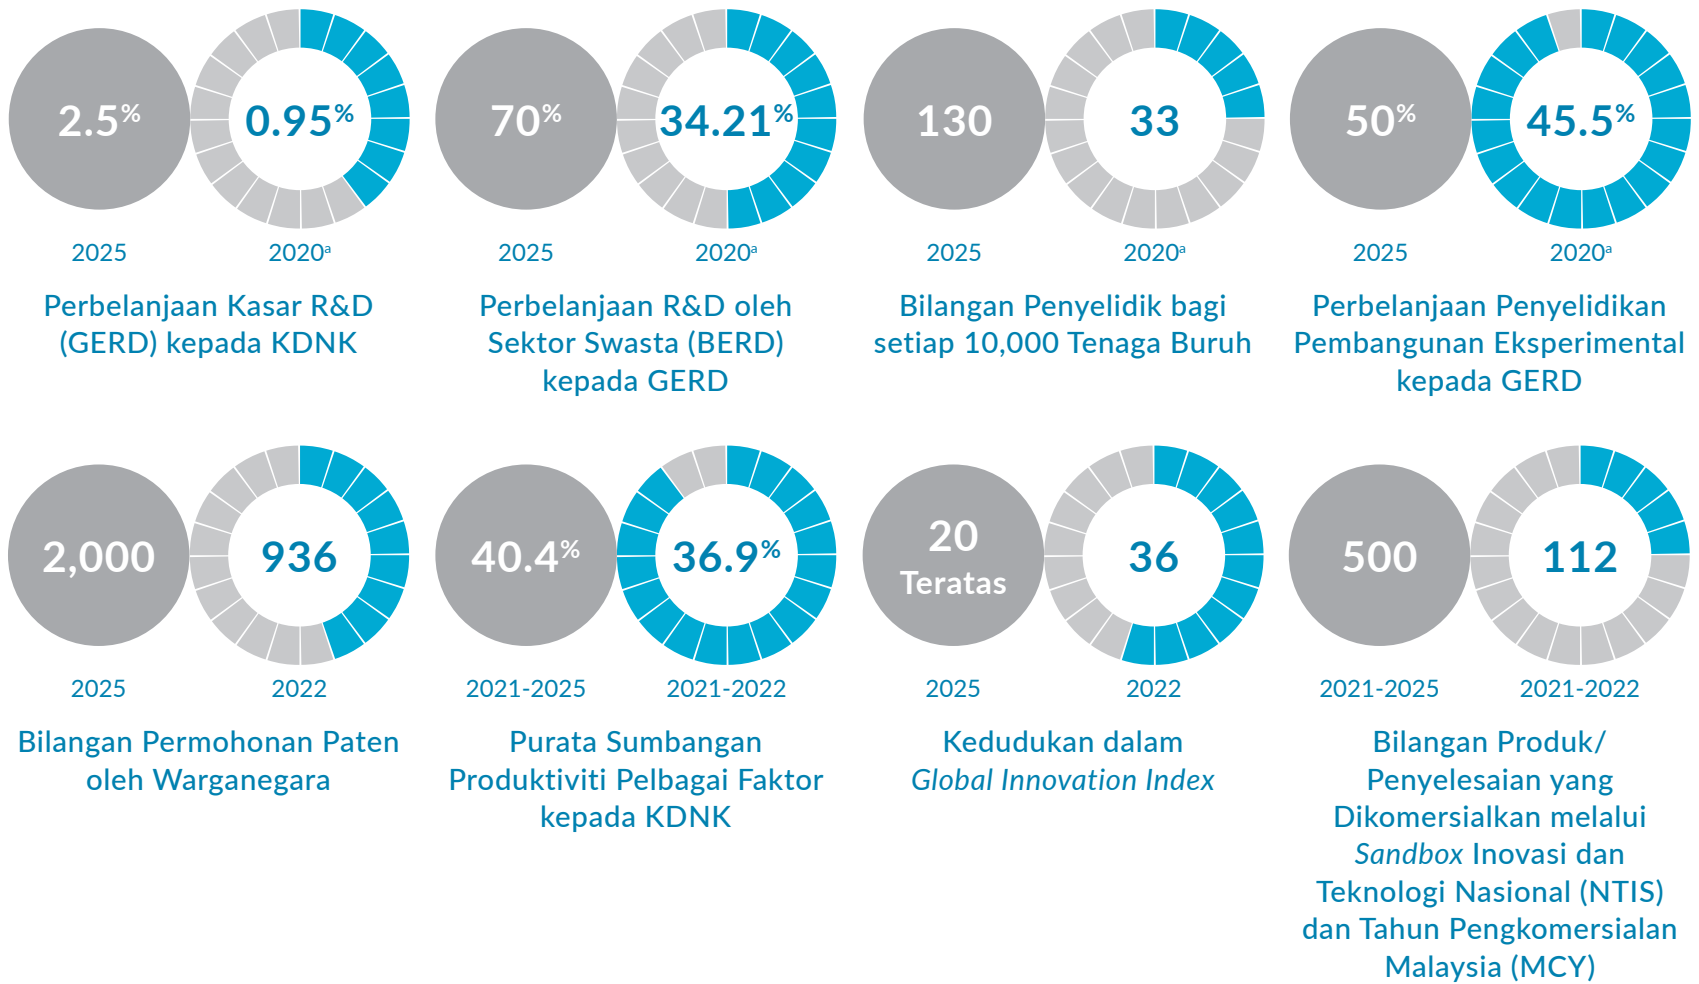 2.5%
0.95%
2025
2020ᵃ
Perbelanjaan Kasar R&D
(GERD) kepada KDNK
70%
34.21%
2025
2020ᵃ
Perbelanjaan R&D oleh
Sektor Swasta (BERD)
kepada GERD
130
33
2025
2020ᵃ
Bilangan Penyelidik bagi
setiap 10,000 Tenaga Buruh
50%
45.5%
2025
2020ᵃ
Perbelanjaan Penyelidikan
Pembangunan Eksperimental
kepada GERD
2,000
936
2025
2022
Bilangan Permohonan Paten
oleh Warganegara
40.4%
36.9%
2021-2025
2021-2022
Purata Sumbangan
Produktiviti Pelbagai Faktor
kepada KDNK
20
Teratas
36
2025
2022
Kedudukan dalam
Global Innovation Index
500
112
2021-2025
2021-2022
Bilangan Produk/
Penyelesaian yang
Dikomersialkan melalui
Sandbox Inovasi dan
Teknologi Nasional (NTIS)
dan Tahun Pengkomersialan
Malaysia (MCY)